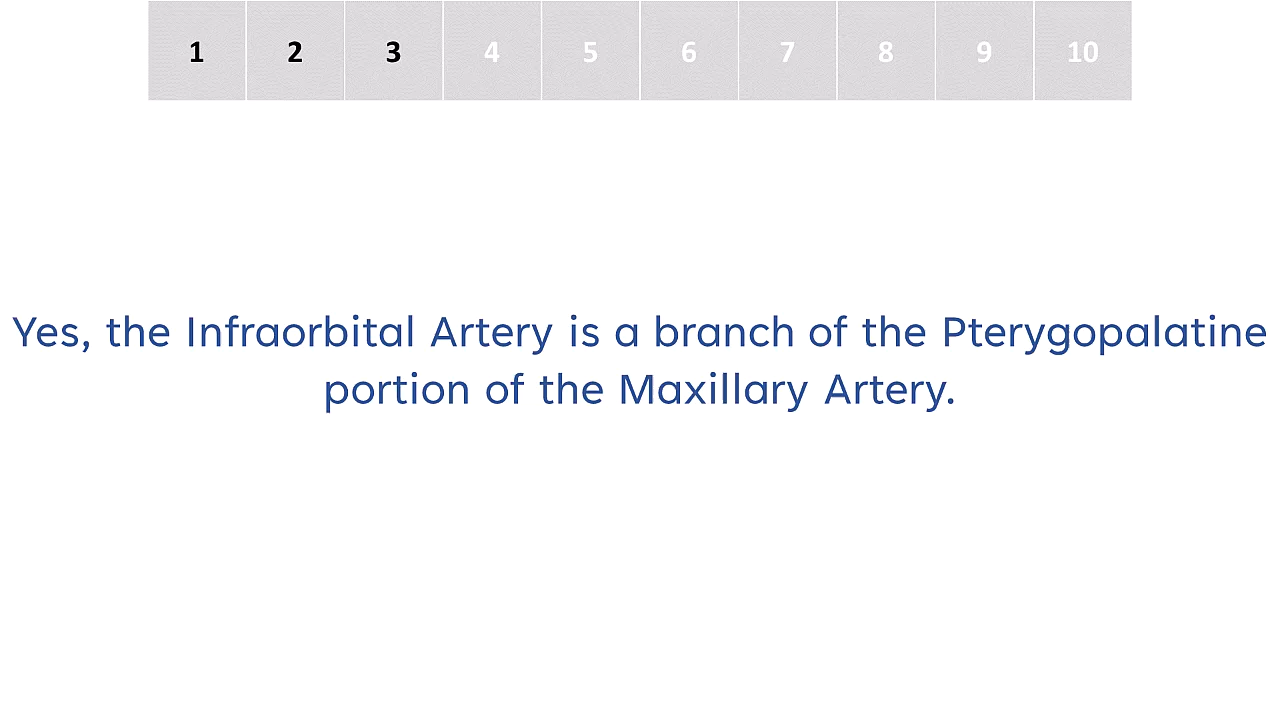 1 2 3 4 5 6 7 8 9 10
Yes, the Infraorbital Artery is a branch of the Pterygopalatine
portion of the Maxillary Artery.